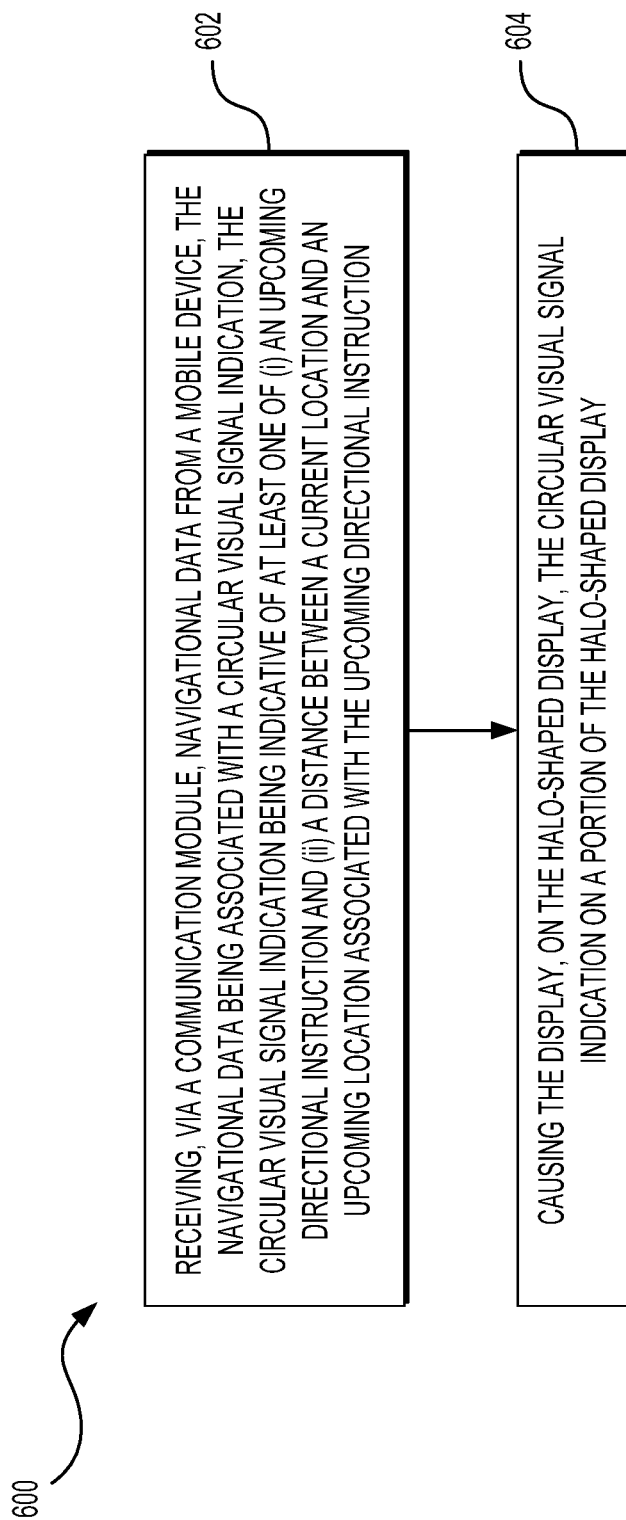 600
602
RECEIVING, VIA A COMMUNICATION MODULE, NAVIGATIONAL DATA FROM A MOBILE DEVICE, THE
NAVIGATIONAL DATA BEING ASSOCIATED WITH A CIRCULAR VISUAL SIGNAL INDICATION, THE
CIRCULAR VISUAL SIGNAL INDICATION BEING INDICATIVE OF AT LEAST ONE OF (i) AN UPCOMING
DIRECTIONAL INSTRUCTION AND (ii) A DISTANCE BETWEEN A CURRENT LOCATION AND AN
UPCOMING LOCATION ASSOCIATED WITH THE UPCOMING DIRECTIONAL INSTRUCTION
604
CAUSING THE DISPLAY, ON THE HALO-SHAPED DISPLAY, THE CIRCULAR VISUAL SIGNAL
INDICATION ON A PORTION OF THE HALO-SHAPED DISPLAY